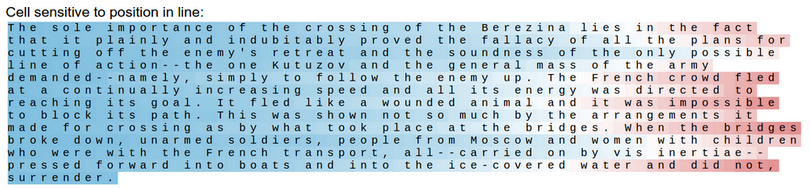 Cell sensitive to position in line:
The sole importance of the crossing of the Berezina lies in the fact
that it plainly and indubitably proved the fallacy of all the plans for
cutting off the enemy's retreat and the soundness of the only possible
line of action--the one Kutuzov and the general mass of the army
demanded--namely, simply to follow the enemy up. The French crowd fled
at a continually increasing speed and all its energy was directed to
reaching its goal. It fled like a wounded animal and it was impossible
to block its path. This was shown not so much by the arrangements it
made for crossing as by what took place at the bridges. When the bridges
broke down, unarmed soldiers, people from Moscow and women with children
who were with the French transport, all--carried on by vis inertiae--
pressed forward into boats and into the ice-covered water and did not,
surrender.